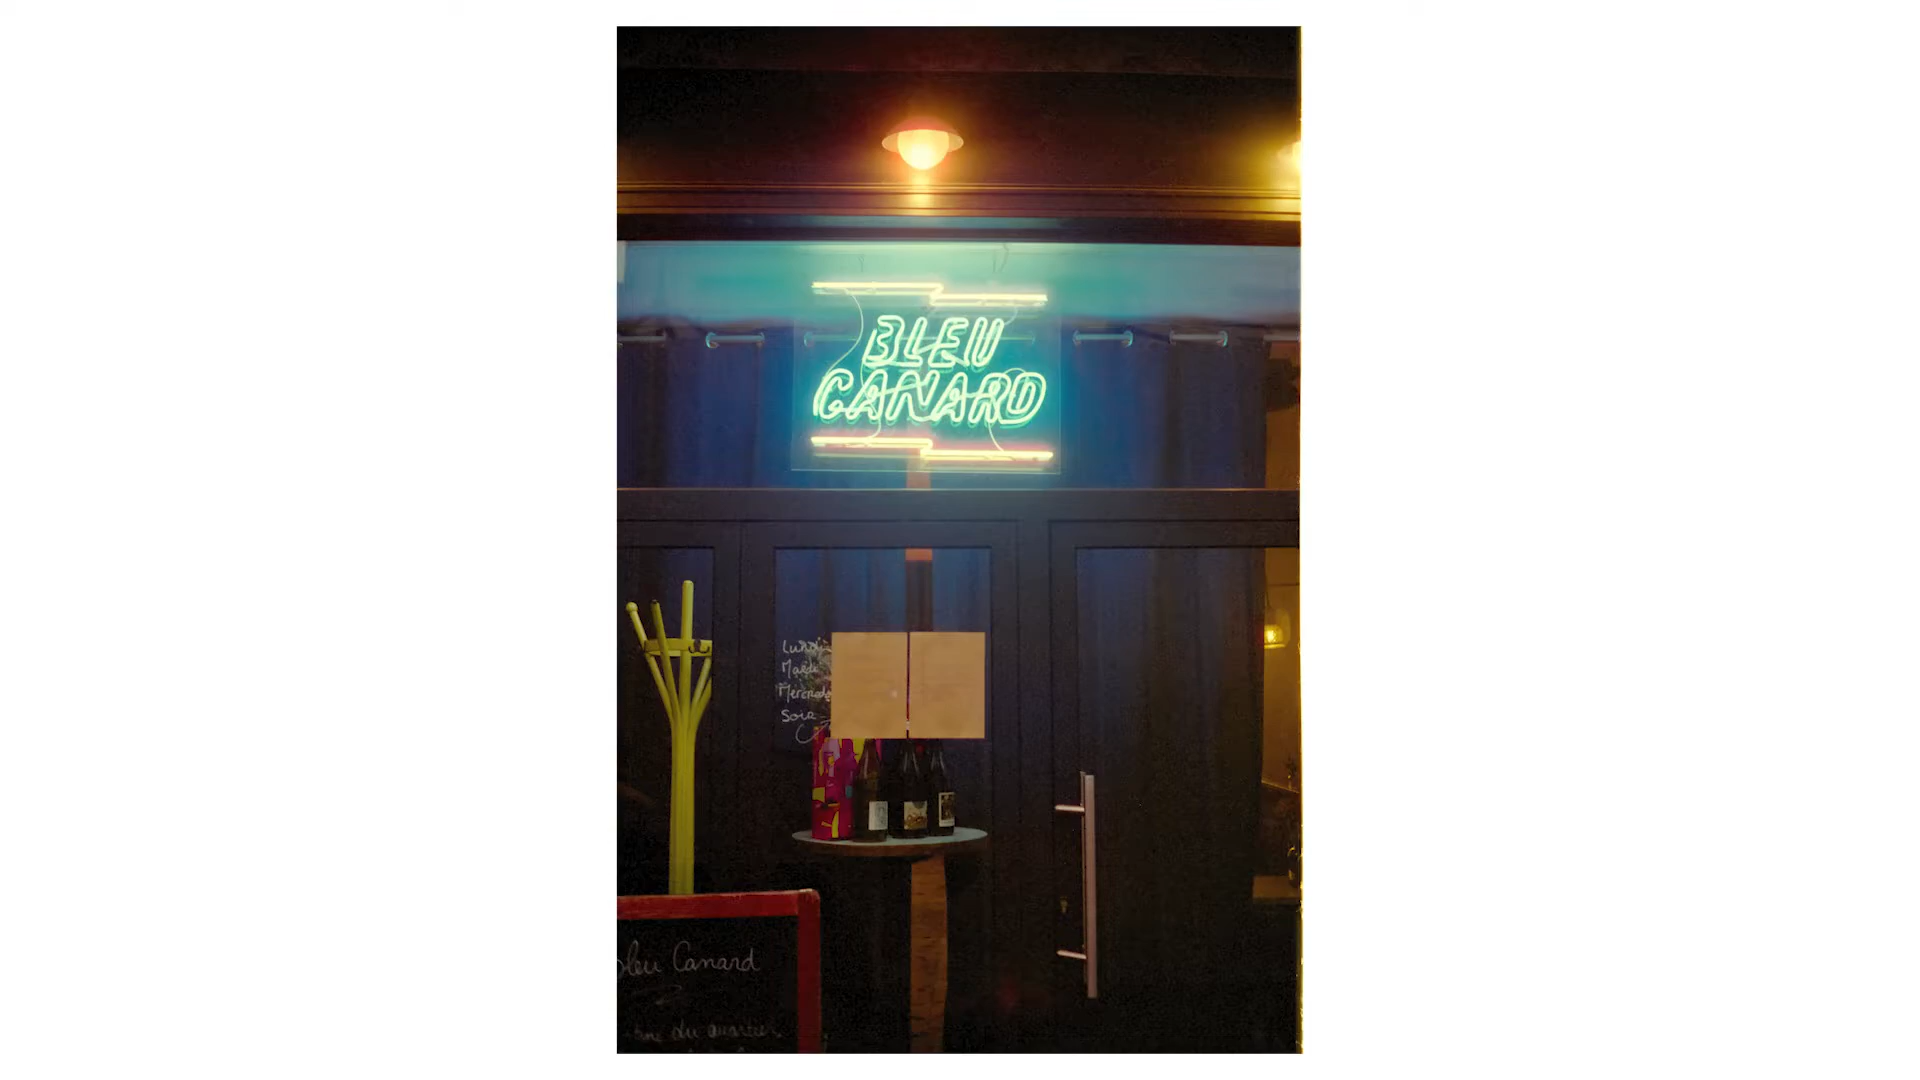 BLEU
CANARD
Lundi
Mardi
Mercredi
Soir
Bleu Canard
du quartier